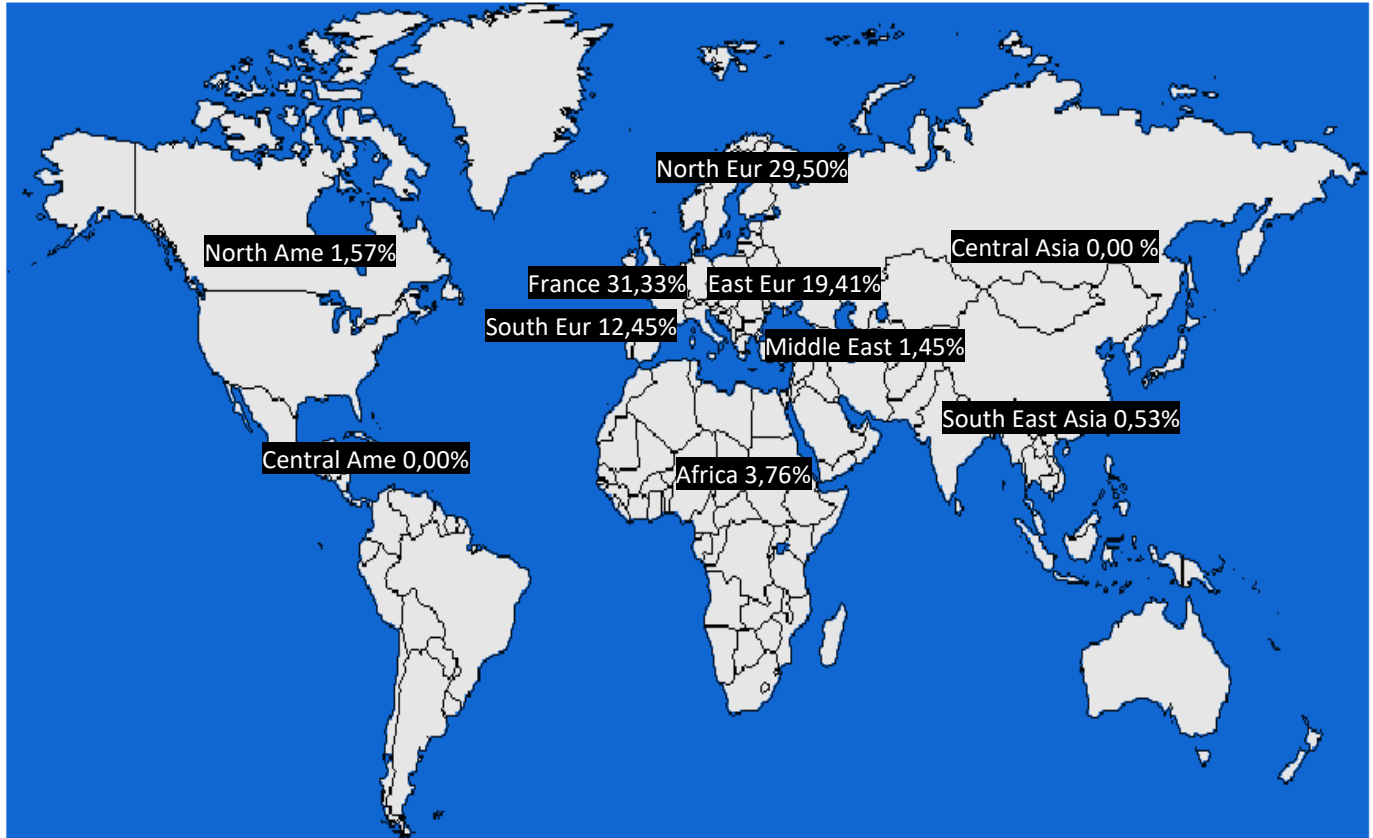 North Eur 29,50%
North Ame 1,57%
Central Asia 0,00 %
France 31,33%
East Eur 19,41%
South Eur 12,45%
Middle East 1,45%
South East Asia 0,53%
Central Ame 0,00%
Africa 3,76%